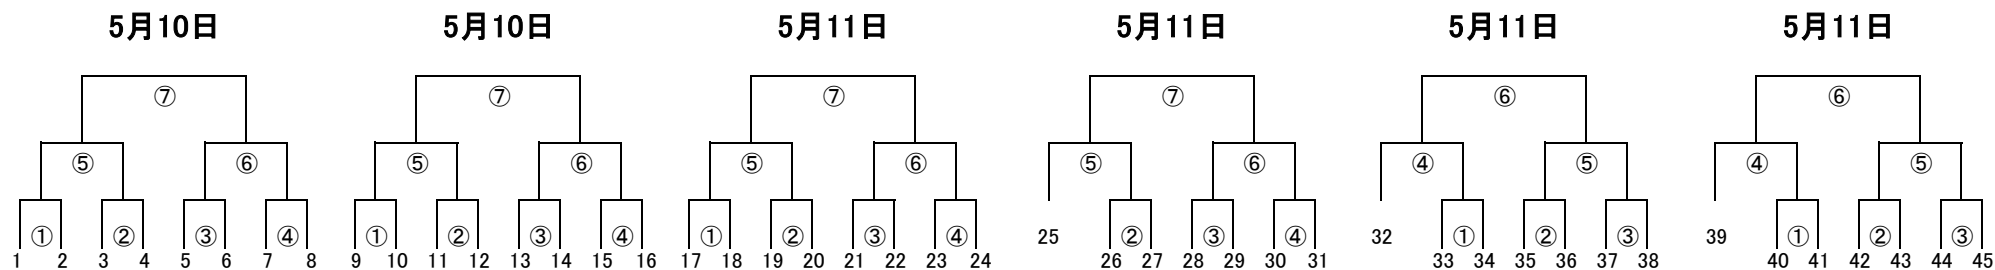 5月10日 5月10日 5月11日 5月11日 5月11日 5月11日
⑦ ⑦ ⑦ ⑦ ⑥ ⑥
⑤ ⑥ ⑤ ⑥ ⑤ ⑥ ⑤ ⑥ ④ ⑤ ④ ⑤
① ② ③ ④ ① ② ③ ④ ① ② ③ ④ 25 ② ③ ④ 32 ① ② ③ 39 ① ② ③
1 2 3 4 5 6 7 8 9 10 11 12 13 14 15 16 17 18 19 20 21 22 23 24 26 27 28 29 30 31 33 34 35 36 37 38 40 41 42 43 44 45